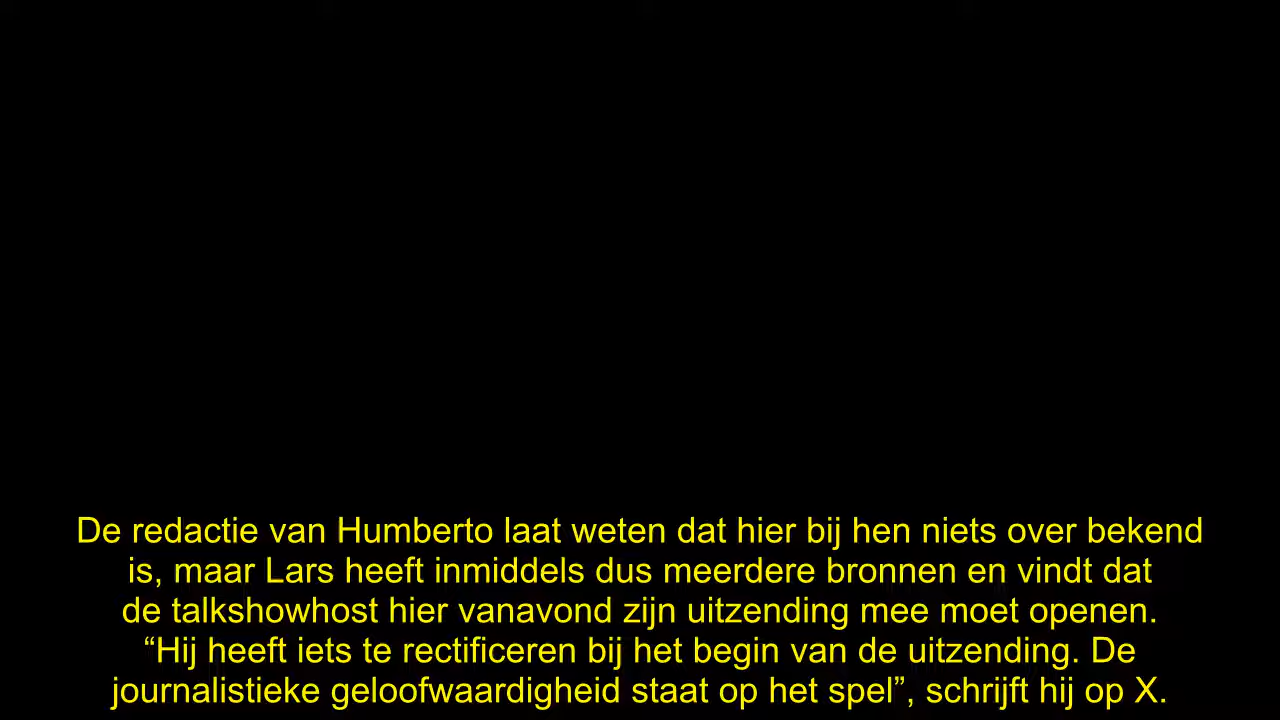 De redactie van Humberto laat weten dat hier bij hen niets over bekend
is, maar Lars heeft inmiddels dus meerdere bronnen en vindt dat
de talkshowhost hier vanavond zijn uitzending mee moet openen.
“Hij heeft iets te rectificeren bij het begin van de uitzending. De
journalistieke geloofwaardigheid staat op het spel”, schrijft hij op X.